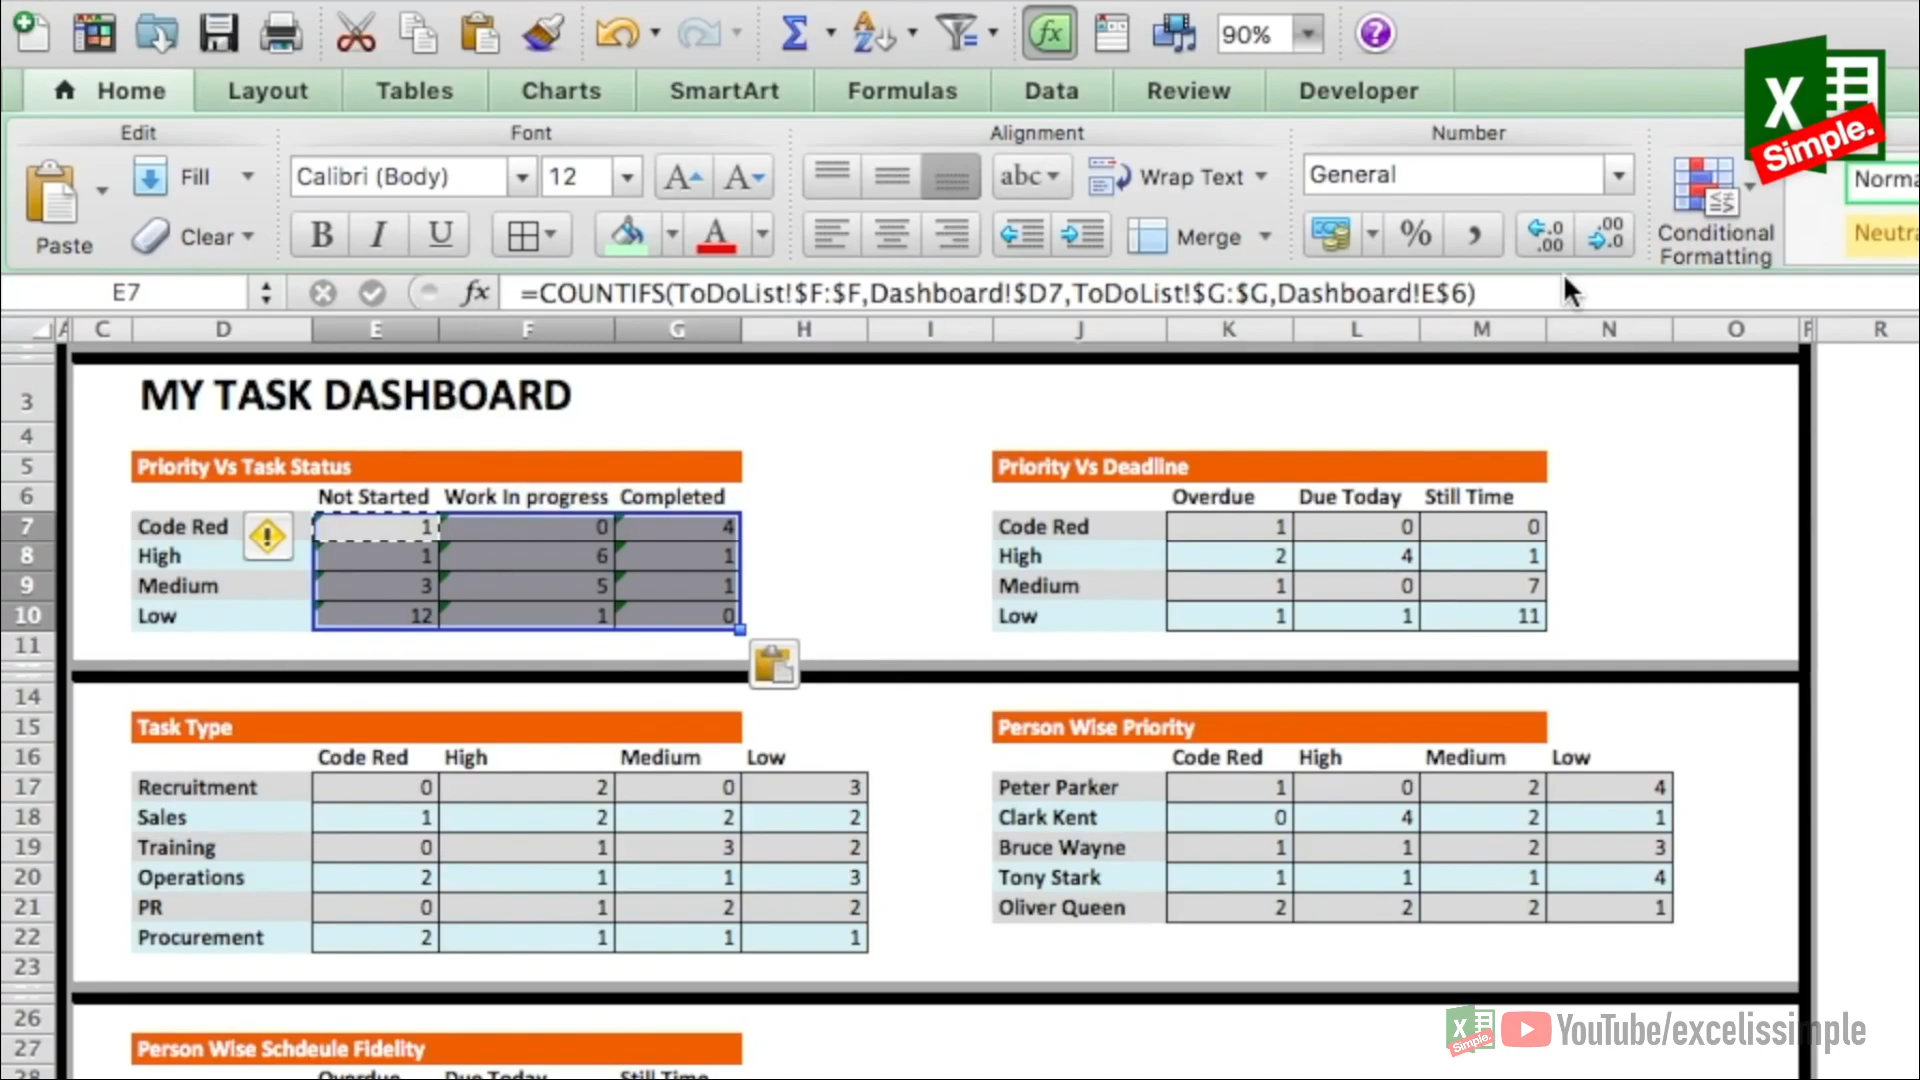 90%
Home Layout Tables Charts SmartArt Formulas Data Review Developer
Edit Font Alignment Number
Paste Fill Clear
Calibri (Body) 12
abc Wrap Text
General
Merge
Conditional Formatting
Simple.
E7 fx =COUNTIFS(ToDoList!$F:$F,Dashboard!$D7,ToDoList!$G:$G,Dashboard!E$6)
C D E F G H I J K L M N O R
3 MY TASK DASHBOARD
4
5 Priority Vs Task Status Priority Vs Deadline
6 Not Started Work In progress Completed Overdue Due Today Still Time
7 Code Red 1 0 4 Code Red 1 0 0
8 High 1 6 1 High 2 4 1
9 Medium 3 5 1 Medium 1 0 7
10 Low 12 1 0 Low 1 1 11
11
14
15 Task Type Person Wise Priority
16 Code Red High Medium Low Code Red High Medium Low
17 Recruitment 0 2 0 3 Peter Parker 1 0 2 4
18 Sales 1 2 2 2 Clark Kent 0 4 2 1
19 Training 0 1 3 2 Bruce Wayne 1 1 2 3
20 Operations 2 1 1 3 Tony Stark 1 1 1 4
21 PR 0 1 2 2 Oliver Queen 2 2 2 1
22 Procurement 2 1 1 1
23
26
27 Person Wise Schdeule Fidelity
YouTube/excelissimple